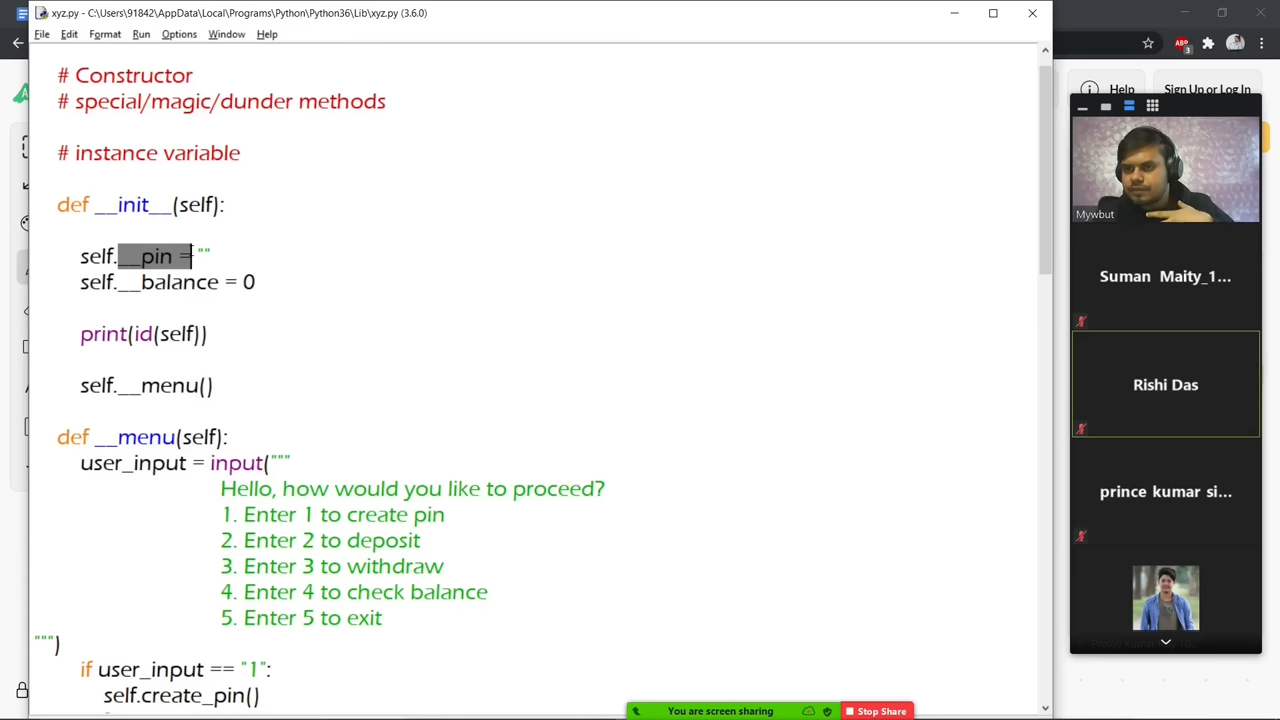 xyz.py - C:\Users\91842\AppData\Local\Programs\Python\Python36\Lib\xyz.py (3.6.0)
File Edit Format Run Options Window Help
# Constructor
# special/magic/dunder methods
# instance variable
def __init__(self):
self.__pin = ""
self.__balance = 0
print(id(self))
self.__menu()
def __menu(self):
user_input = input("""
Hello, how would you like to proceed?
1. Enter 1 to create pin
2. Enter 2 to deposit
3. Enter 3 to withdraw
4. Enter 4 to check balance
5. Enter 5 to exit
""")
if user_input == "1":
self.create_pin()
ABP
3
Help
Sign Up or Log In
Mywbut
Suman Maity_1...
Rishi Das
prince kumar si...
You are screen sharing
Stop Share